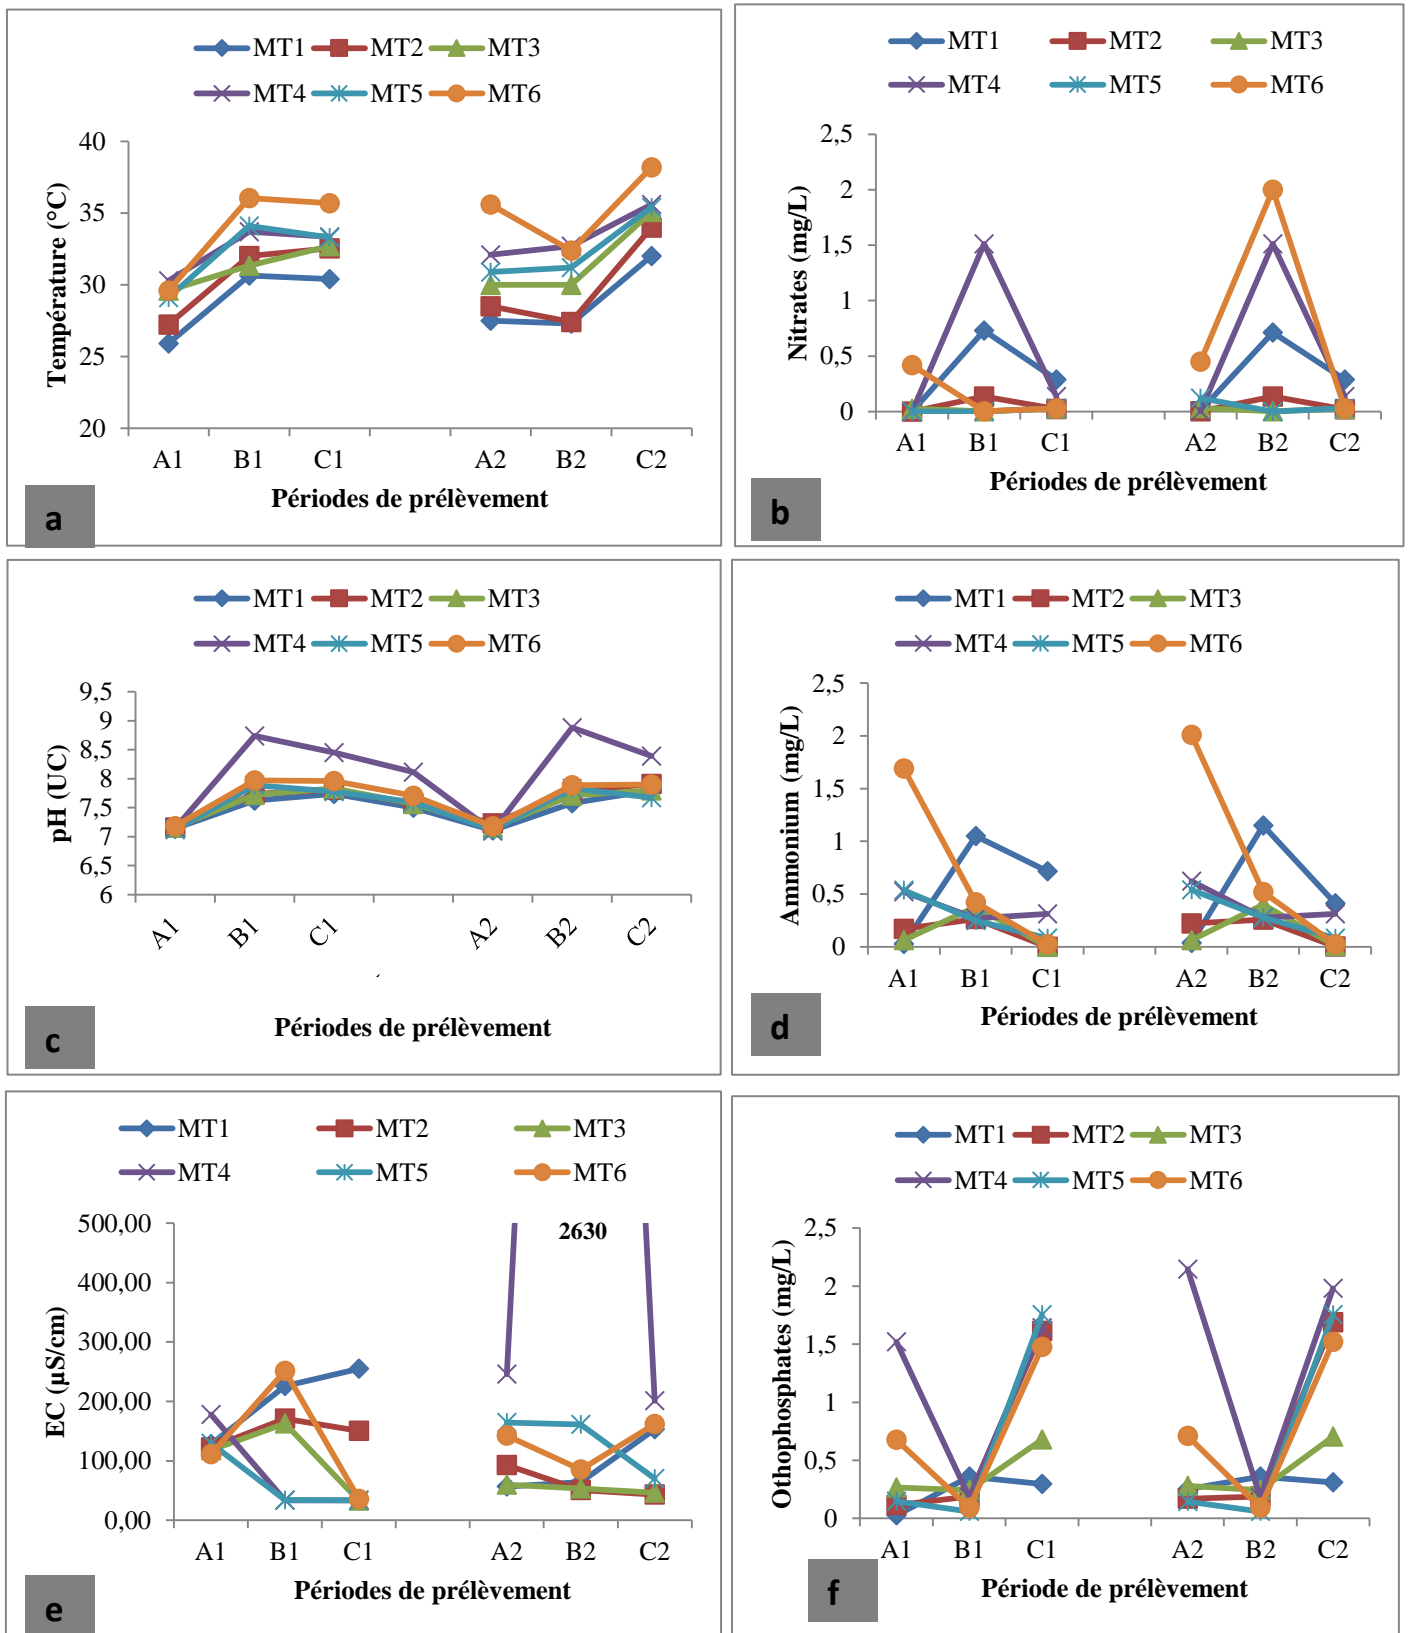 MT1 MT2 MT3
MT4 MT5 MT6
40
35
30
25
20
Température (°C)
A1 B1 C1 A2 B2 C2
Périodes de prélèvement
a
MT1 MT2 MT3
MT4 MT5 MT6
2,5
2
1,5
1
0,5
0
Nitrates (mg/L)
A1 B1 C1 A2 B2 C2
Périodes de prélèvement
b
MT1 MT2 MT3
MT4 MT5 MT6
9,5
9
8,5
8
7,5
7
6,5
6
pH (UC)
A1 B1 C1 A2 B2 C2
Périodes de prélèvement
c
MT1 MT2 MT3
MT4 MT5 MT6
2,5
2
1,5
1
0,5
0
Ammonium (mg/L)
A1 B1 C1 A2 B2 C2
Périodes de prélèvement
d
MT1 MT2 MT3
MT4 MT5 MT6
500,00
400,00
300,00
200,00
100,00
0,00
EC (µS/cm)
2630
A1 B1 C1 A2 B2 C2
Périodes de prélèvement
e
MT1 MT2 MT3
MT4 MT5 MT6
2,5
2
1,5
1
0,5
0
Othophosphates (mg/L)
A1 B1 C1 A2 B2 C2
Période de prélèvement
f